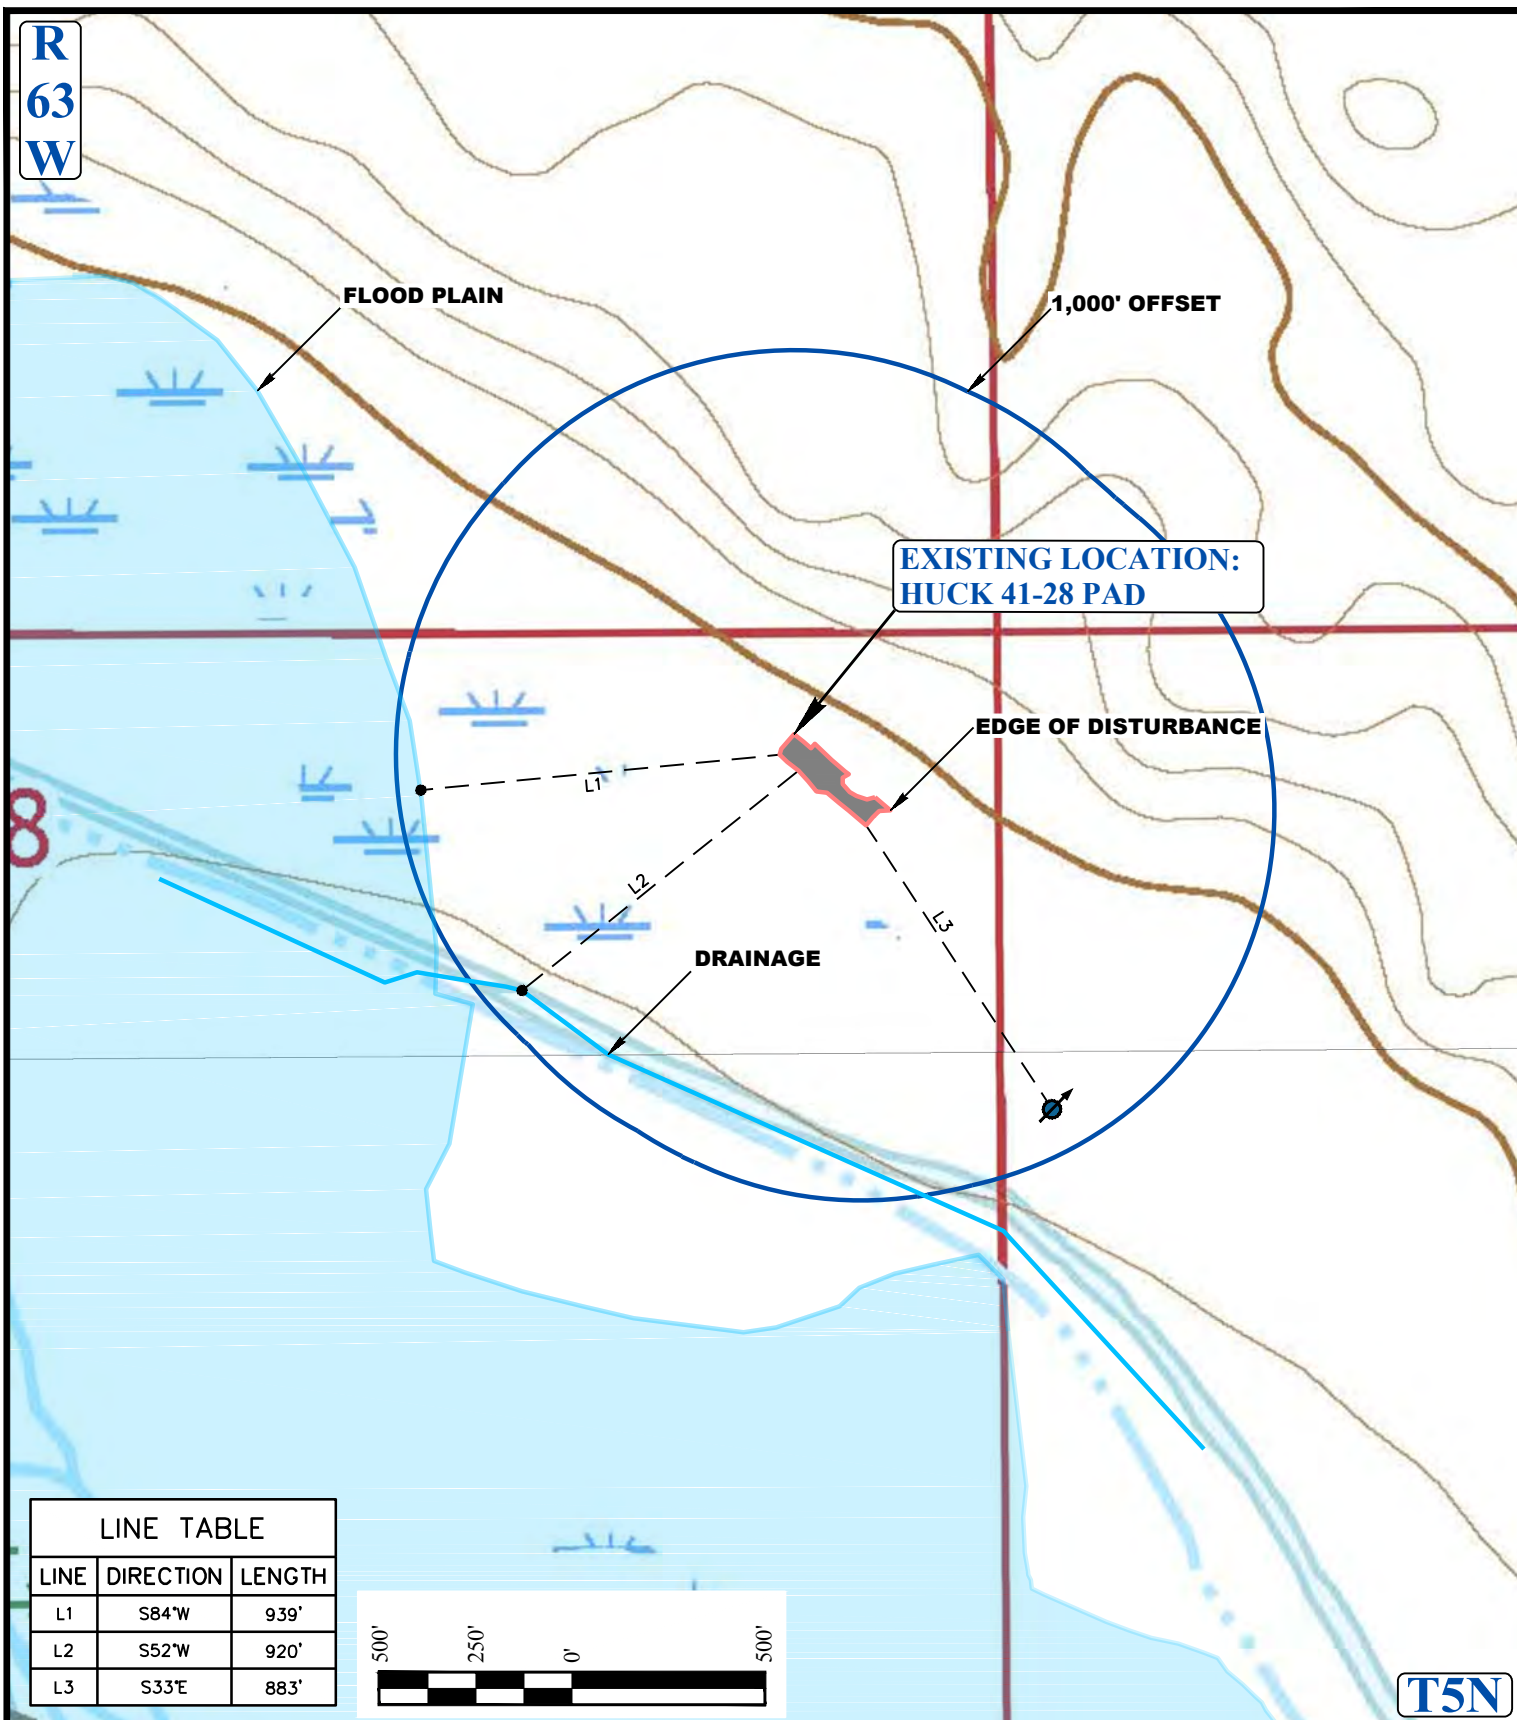 R
63
W
FLOOD PLAIN
1,000' OFFSET
EXISTING LOCATION:
HUCK 41-28 PAD
EDGE OF DISTURBANCE
L1
8
L2
L3
DRAINAGE
LINE TABLE
LINE DIRECTION LENGTH
L1 S84°W 939'
L2 S52°W 920'
L3 S33°E 883'
500' 250' 0' 500'
T5N